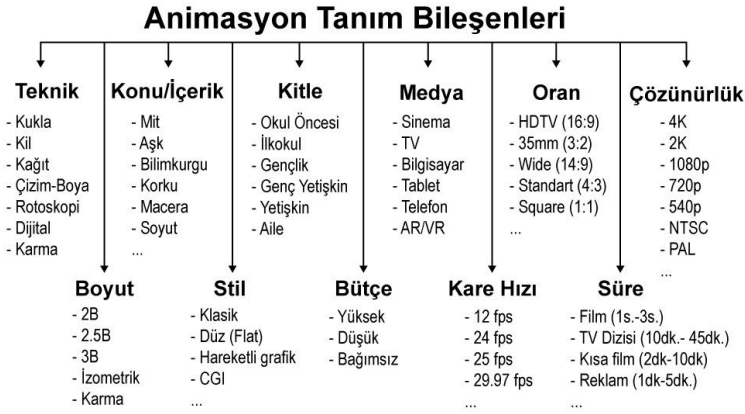 Animasyon Tanım Bileşenleri
Teknik
- Kukla
- Kil
- Kağıt
- Çizim-Boya
- Rotoskopi
- Dijital
- Karma
Konu/İçerik
- Mit
- Aşk
- Bilimkurgu
- Korku
- Macera
- Soyut
...
Kitle
- Okul Öncesi
- İlkokul
- Gençlik
- Genç Yetişkin
- Yetişkin
- Aile
Medya
- Sinema
- TV
- Bilgisayar
- Tablet
- Telefon
- AR/VR
Oran
- HDTV (16:9)
- 35mm (3:2)
- Wide (14:9)
- Standart (4:3)
- Square (1:1)
...
Çözünürlük
- 4K
- 2K
- 1080p
- 720p
- 540p
- NTSC
- PAL
...
Boyut
- 2B
- 2.5B
- 3B
- İzometrik
- Karma
Stil
- Klasik
- Düz (Flat)
- Hareketli grafik
- CGI
...
Bütçe
- Yüksek
- Düşük
- Bağımsız
Kare Hızı
- 12 fps
- 24 fps
- 25 fps
- 29.97 fps
...
Süre
- Film (1s.-3s.)
- TV Dizisi (10dk.- 45dk.)
- Kısa film (2dk-10dk)
- Reklam (1dk-5dk.)
...